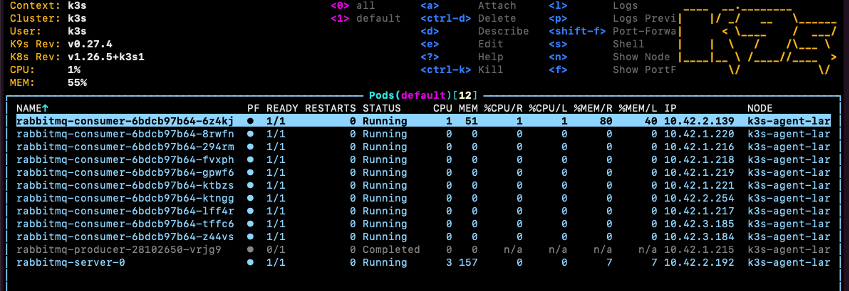 Context: k3s <0> all <a> Attach <l> Logs
Cluster: k3s <1> default <ctrl-d> Delete <p> Logs Previ
User: k3s <d> Describe <shift-f> Port-Forwa
K9s Rev: v0.27.4 <e> Edit <s> Shell
K8s Rev: v1.26.5+k3s1 <?> Help <n> Show Node
CPU: 1% <ctrl-k> Kill <f> Show PortF
MEM: 55%
Pods(default)[12]
NAME↑ PF READY RESTARTS STATUS CPU MEM %CPU/R %CPU/L %MEM/R %MEM/L IP NODE
rabbitmq-consumer-6bdcb97b64-6z4kj ● 1/1 0 Running 1 51 1 1 80 40 10.42.2.139 k3s-agent-lar
rabbitmq-consumer-6bdcb97b64-8rwfn ● 1/1 0 Running 0 0 0 0 0 0 10.42.1.220 k3s-agent-lar
rabbitmq-consumer-6bdcb97b64-294rm ● 1/1 0 Running 0 0 0 0 0 0 10.42.1.216 k3s-agent-lar
rabbitmq-consumer-6bdcb97b64-fvxph ● 1/1 0 Running 0 0 0 0 0 0 10.42.1.218 k3s-agent-lar
rabbitmq-consumer-6bdcb97b64-gpwf6 ● 1/1 0 Running 0 0 0 0 0 0 10.42.1.219 k3s-agent-lar
rabbitmq-consumer-6bdcb97b64-ktbzs ● 1/1 0 Running 0 0 0 0 0 0 10.42.1.221 k3s-agent-lar
rabbitmq-consumer-6bdcb97b64-ktngg ● 1/1 0 Running 0 0 0 0 0 0 10.42.2.254 k3s-agent-lar
rabbitmq-consumer-6bdcb97b64-lff4r ● 1/1 0 Running 0 0 0 0 0 0 10.42.1.217 k3s-agent-lar
rabbitmq-consumer-6bdcb97b64-tffc6 ● 1/1 0 Running 0 0 0 0 0 0 10.42.3.185 k3s-agent-lar
rabbitmq-consumer-6bdcb97b64-z44vs ● 1/1 0 Running 0 0 0 0 0 0 10.42.3.184 k3s-agent-lar
rabbitmq-producer-28102650-vrjg9 ● 0/1 0 Completed 0 0 n/a n/a n/a n/a 10.42.1.215 k3s-agent-lar
rabbitmq-server-0 ● 1/1 0 Running 3 157 0 0 7 7 10.42.2.192 k3s-agent-lar